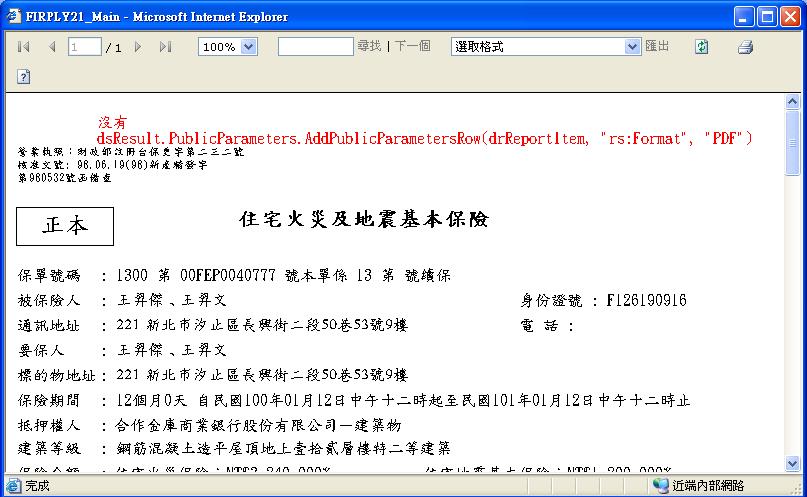 FIRPLY21_Main - Microsoft Internet Explorer
1 / 1 100% 尋找 | 下一個 選取格式 匯出
沒有
dsResult.PublicParameters.AddPublicParametersRow(drReportItem, "rs:Format", "PDF")
營業執照：財政部註冊台保更字第二三二號
核准文號: 96.06.19(96)新產精發字
第960532號函備查
正本
住宅火災及地震基本保險
保單號碼 : 1300 第 00FEP0040777 號本單係 13 第 號續保
被保險人 : 王昇傑、王昇文 身份證號 : F126190916
通訊地址 : 221 新北市汐止區長興街二段50巷53號9樓 電 話 :
要保人 : 王昇傑、王昇文
標的物地址 : 221 新北市汐止區長興街二段50巷53號9樓
保險期間 : 12個月0天 自民國100年01月12日中午十二時起至民國101年01月12日中午十二時止
抵押權人 : 合作金庫商業銀行股份有限公司－建築物
建築等級 : 鋼筋混凝土造平屋頂地上壹拾貳層樓特二等建築
完成 近端內部網路